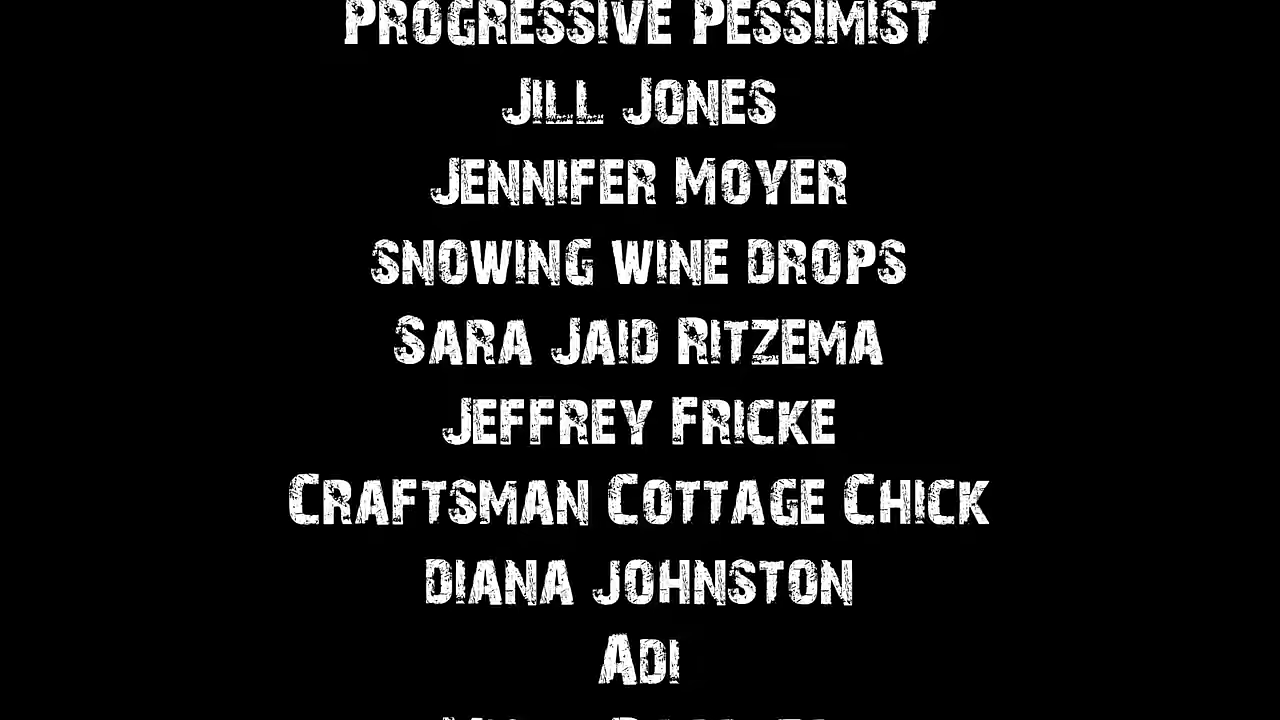 Progressive Pessimist
Jill Jones
Jennifer Moyer
snowing wine drops
Sara Jaid Ritzema
Jeffrey Fricke
Craftsman Cottage Chick
diana johnston
Adi